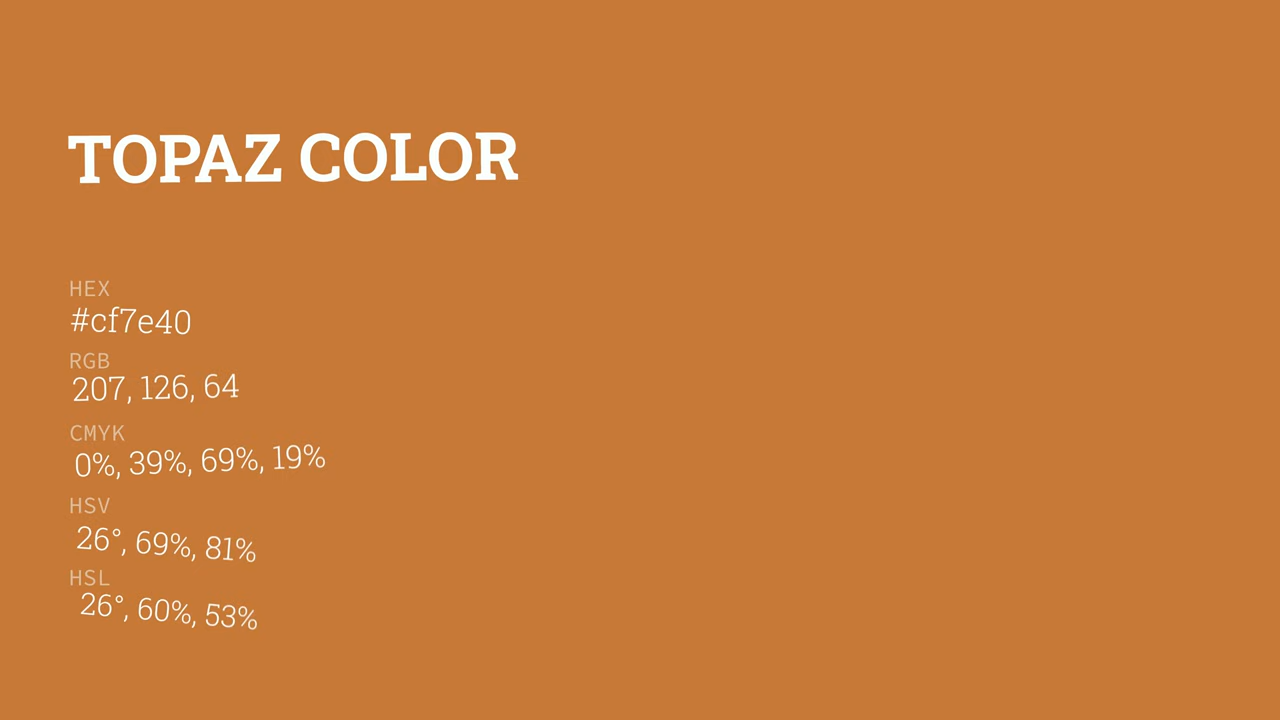 TOPAZ COLOR
HEX
#cf7e40
RGB
207, 126, 64
CMYK
0%, 39%, 69%, 19%
HSV
26°, 69%, 81%
HSL
26°, 60%, 53%